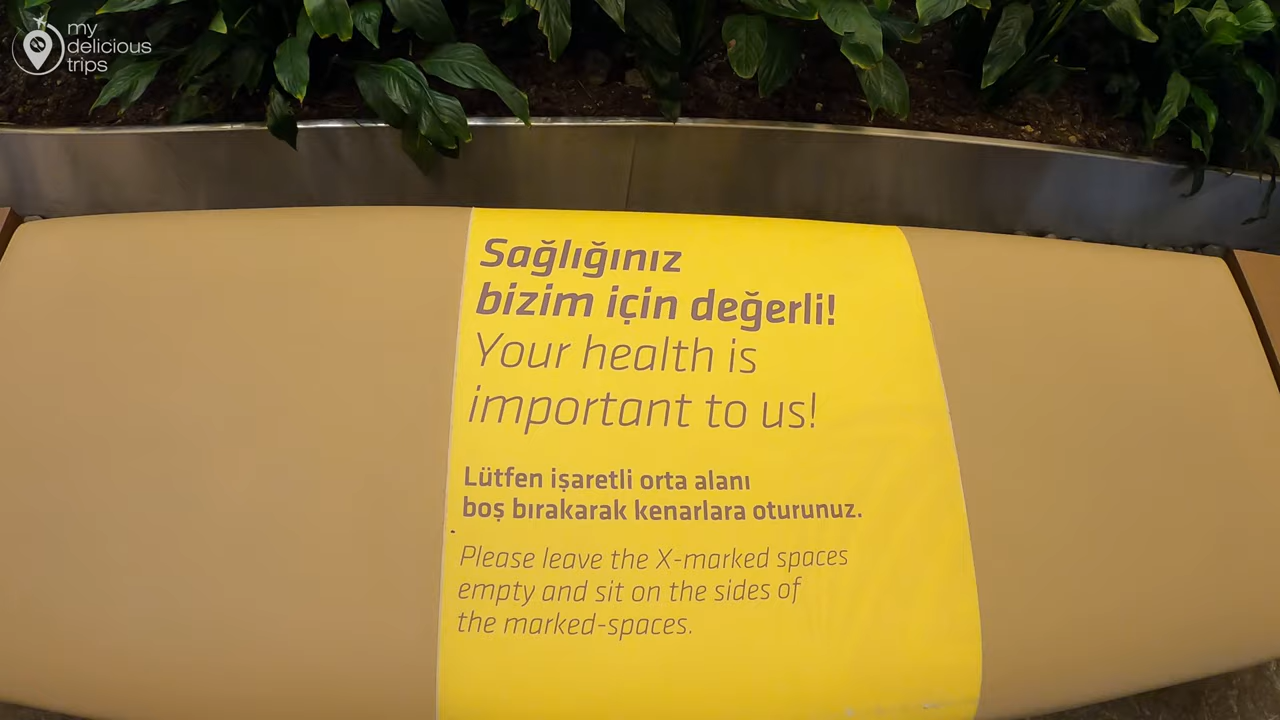 my
delicious
trips
Sağlığınız
bizim için değerli!
Your health is
important to us!
Lütfen işaretli orta alanı
boş bırakarak kenarlara oturunuz.
Please leave the X-marked spaces
empty and sit on the sides of
the marked-spaces.